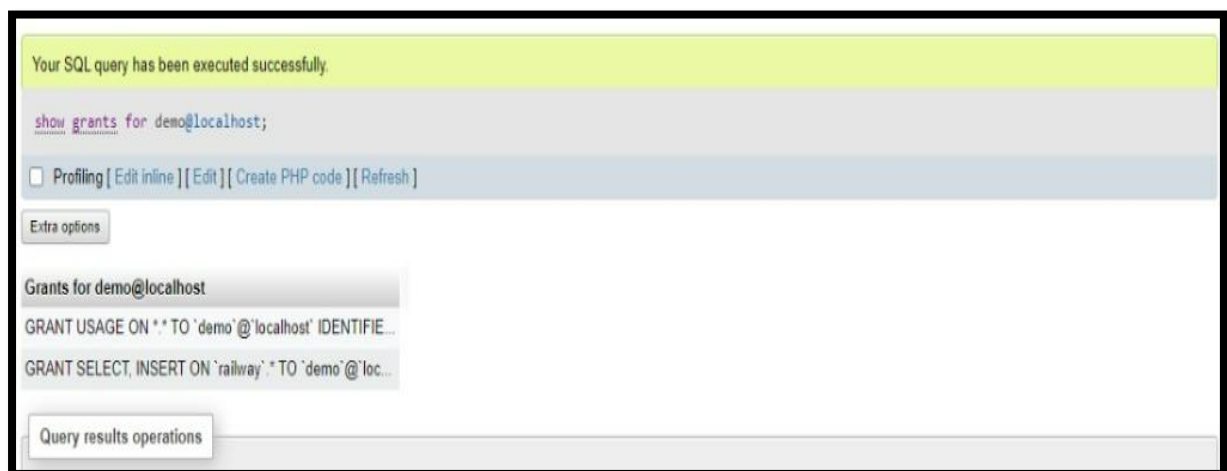 Your SQL query has been executed successfully.
show grants for demo@localhost;
Profiling [ Edit inline ] [ Edit ] [ Create PHP code ] [ Refresh ]
Extra options
Grants for demo@localhost
GRANT USAGE ON *.* TO `demo`@`localhost` IDENTIFIE...
GRANT SELECT, INSERT ON `railway`.* TO `demo`@`loc...
Query results operations